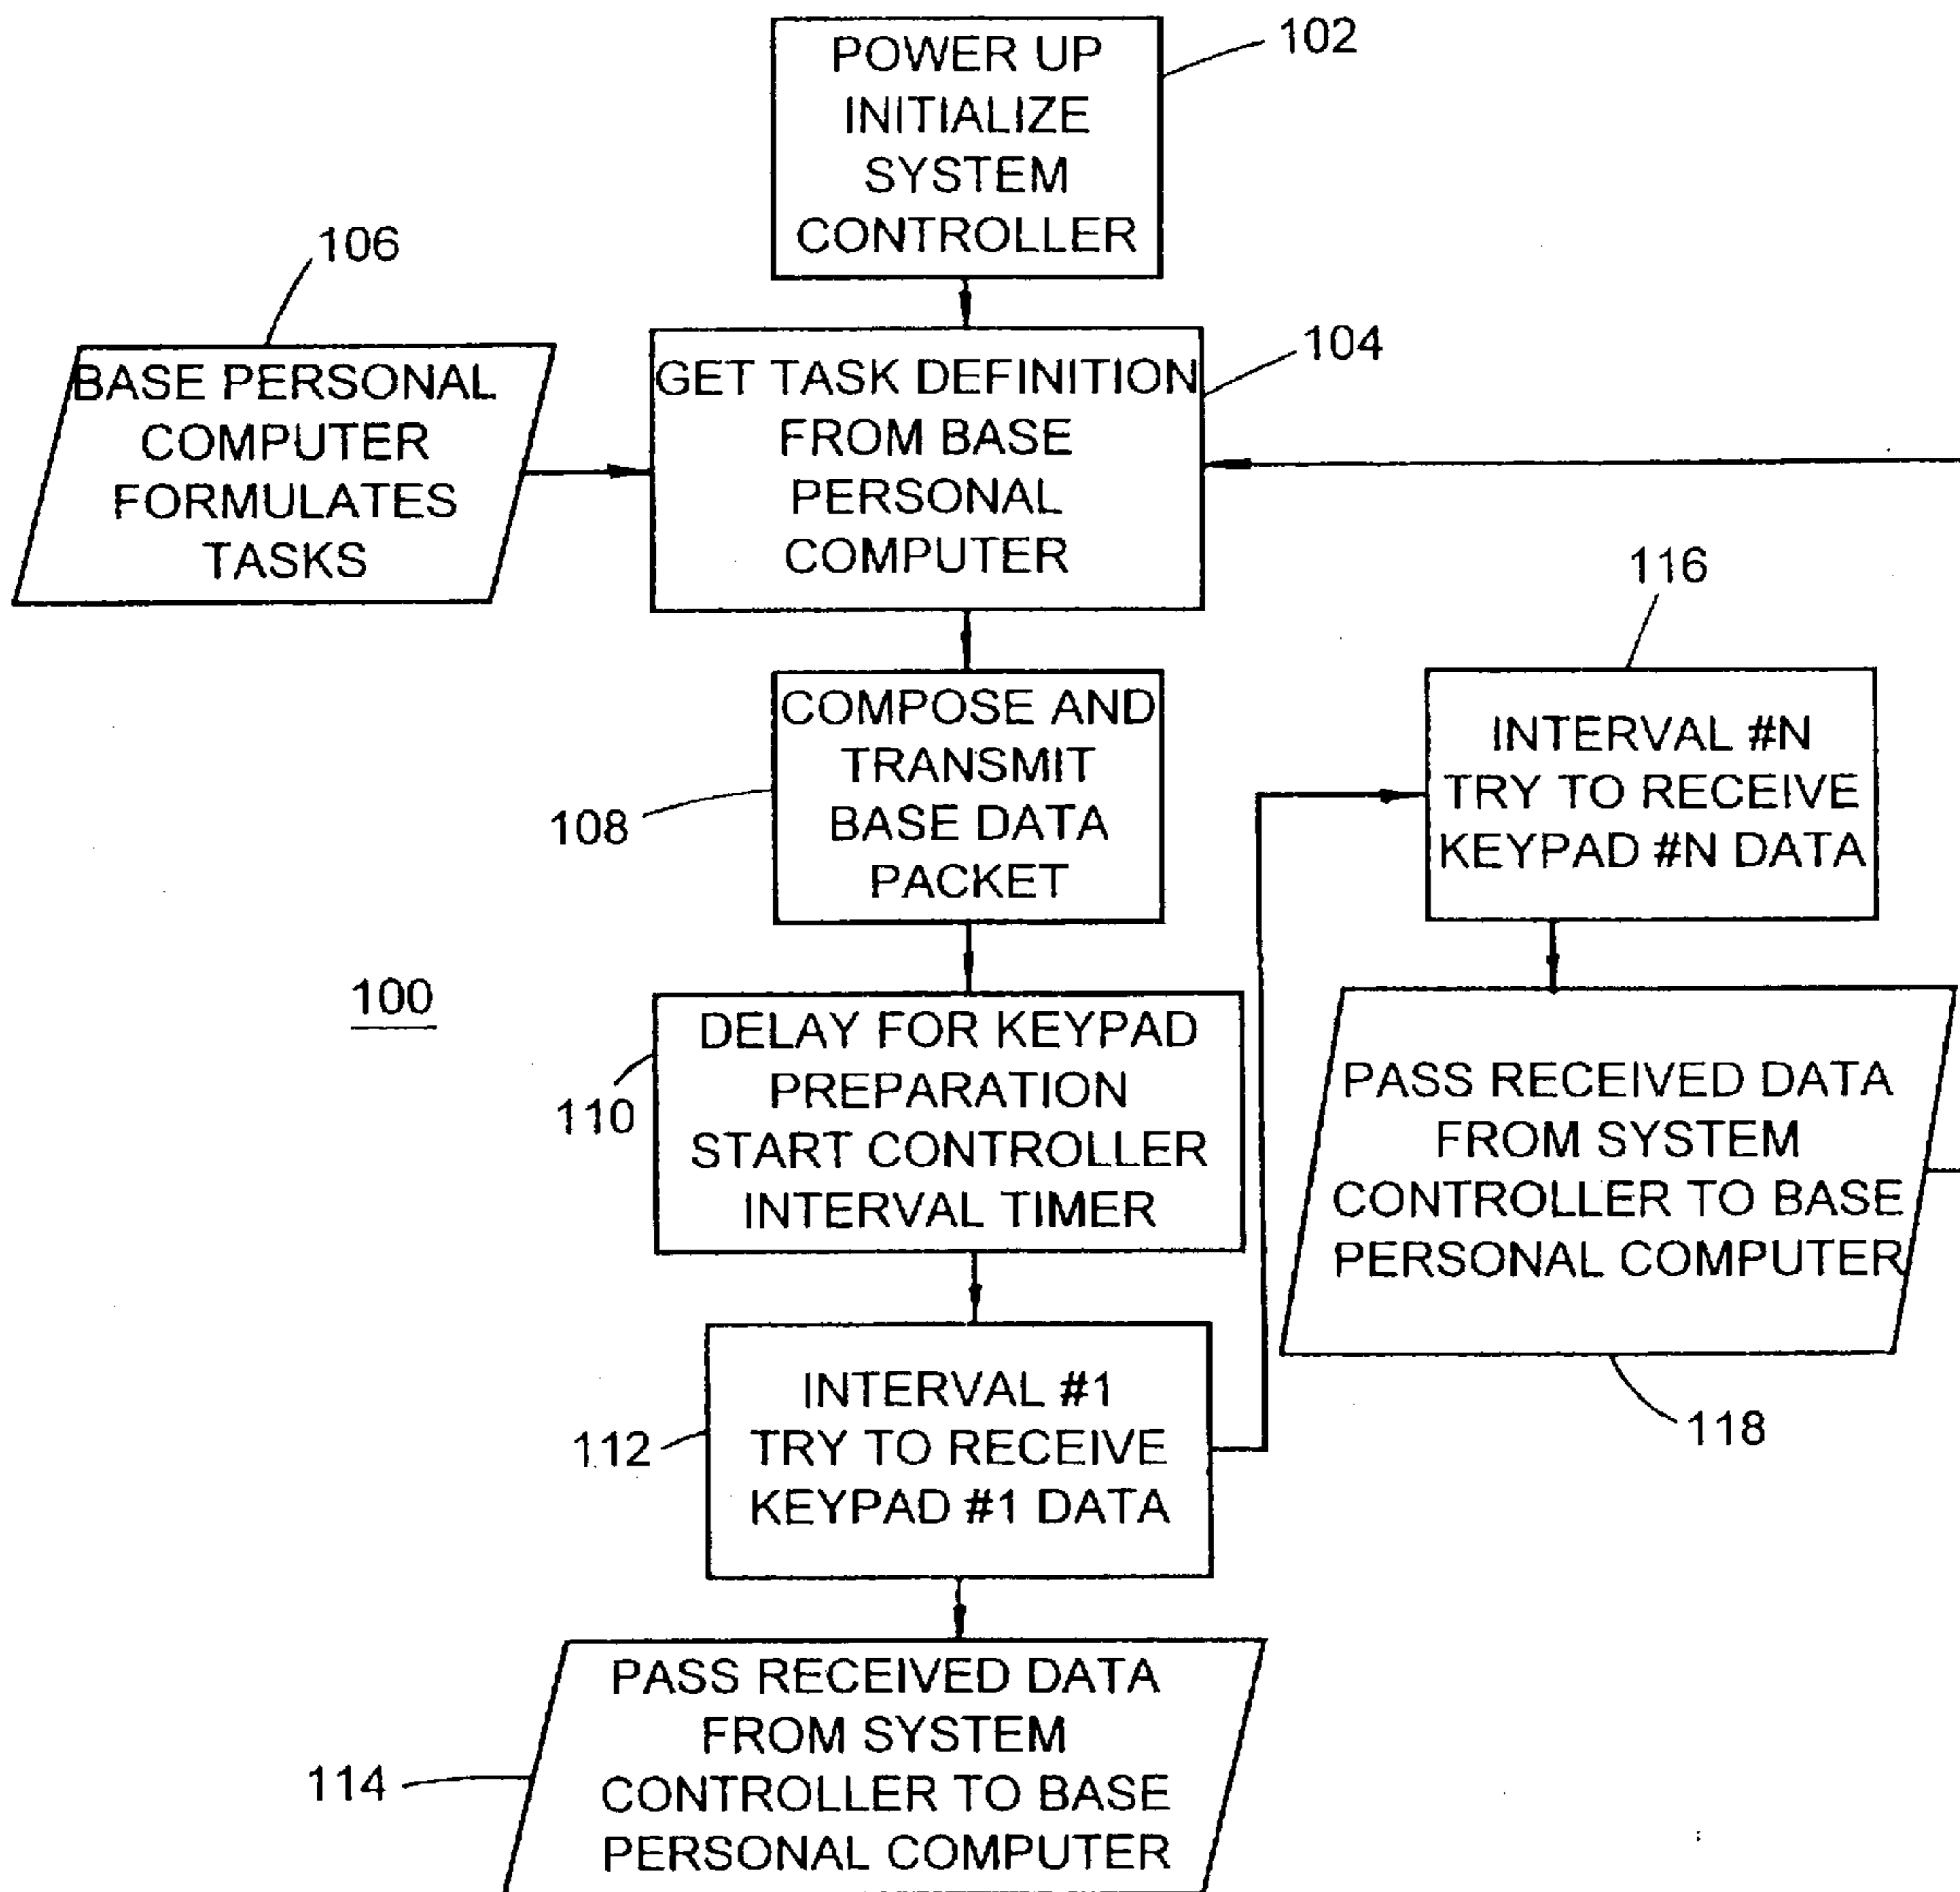 102
POWER UP
INITIALIZE
SYSTEM
CONTROLLER
106
BASE PERSONAL
COMPUTER
FORMULATES
TASKS
104
GET TASK DEFINITION
FROM BASE
PERSONAL
COMPUTER
108
COMPOSE AND
TRANSMIT
BASE DATA
PACKET
100
110
DELAY FOR KEYPAD
PREPARATION
START CONTROLLER
INTERVAL TIMER
112
INTERVAL #1
TRY TO RECEIVE
KEYPAD #1 DATA
114
PASS RECEIVED DATA
FROM SYSTEM
CONTROLLER TO BASE
PERSONAL COMPUTER
116
INTERVAL #N
TRY TO RECEIVE
KEYPAD #N DATA
PASS RECEIVED DATA
FROM SYSTEM
CONTROLLER TO BASE
PERSONAL COMPUTER
118